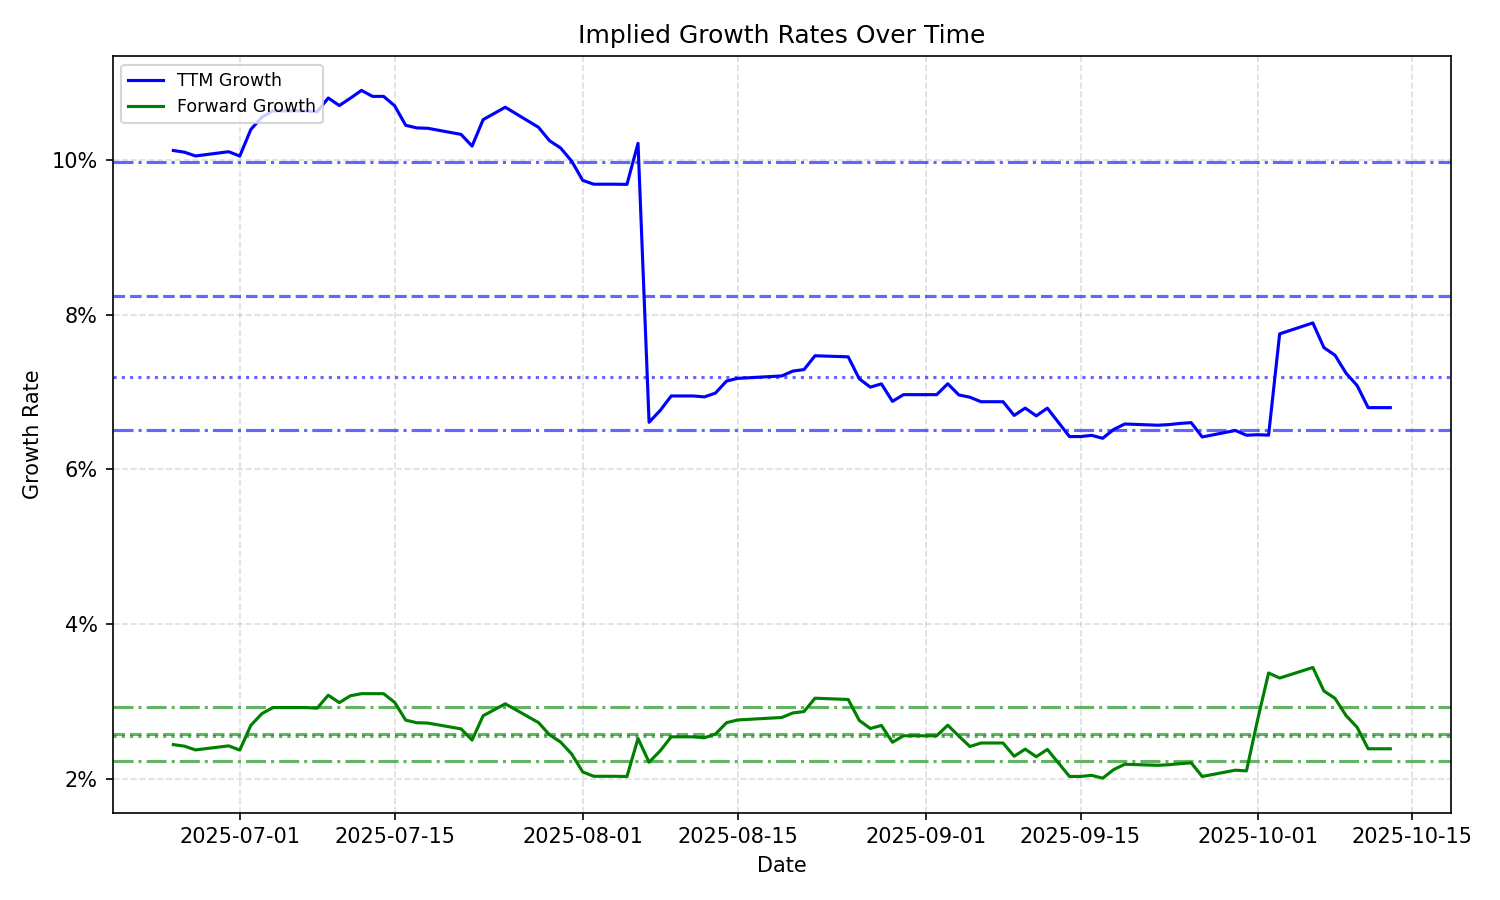 Implied Growth Rates Over Time
TTM Growth
Forward Growth
10%
8%
6%
4%
2%
Growth Rate
2025-07-01
2025-07-15
2025-08-01
2025-08-15
2025-09-01
2025-09-15
2025-10-01
2025-10-15
Date